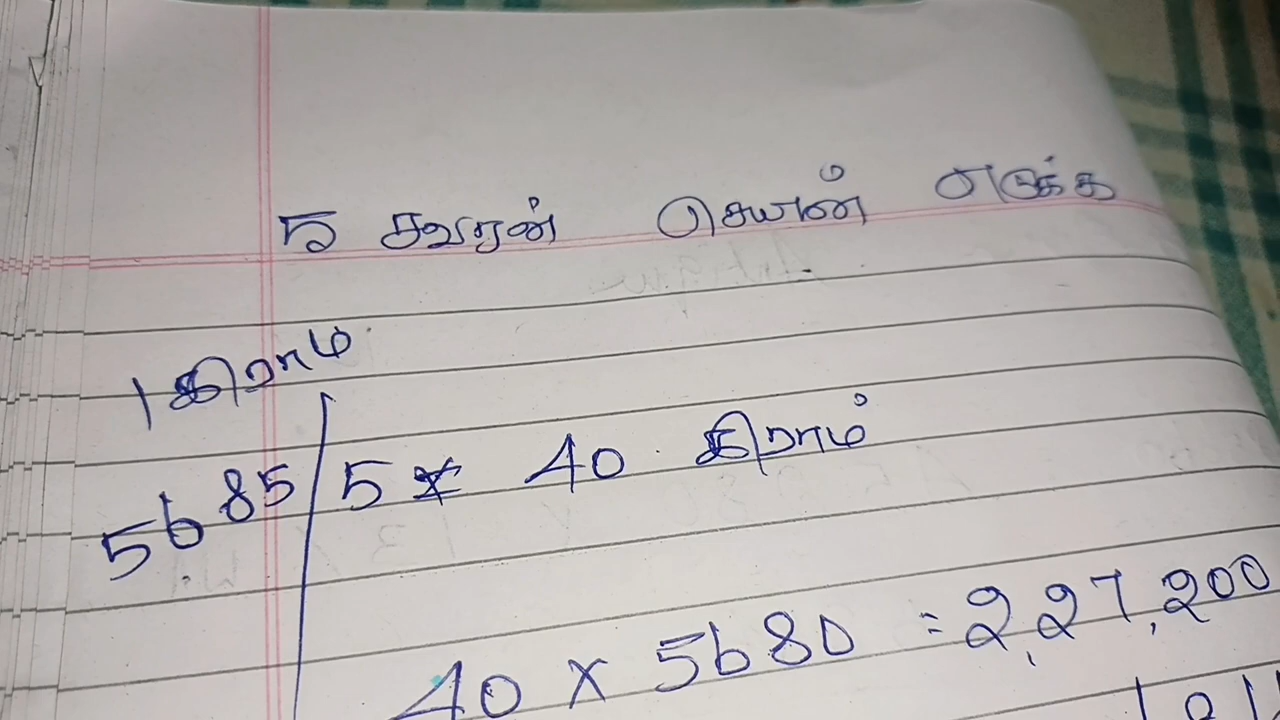 5 சவரன் செயின் எடுக்க
1 கிராம்
5685 5* 40 கிராம்
40 x 5680 = 2,27,200